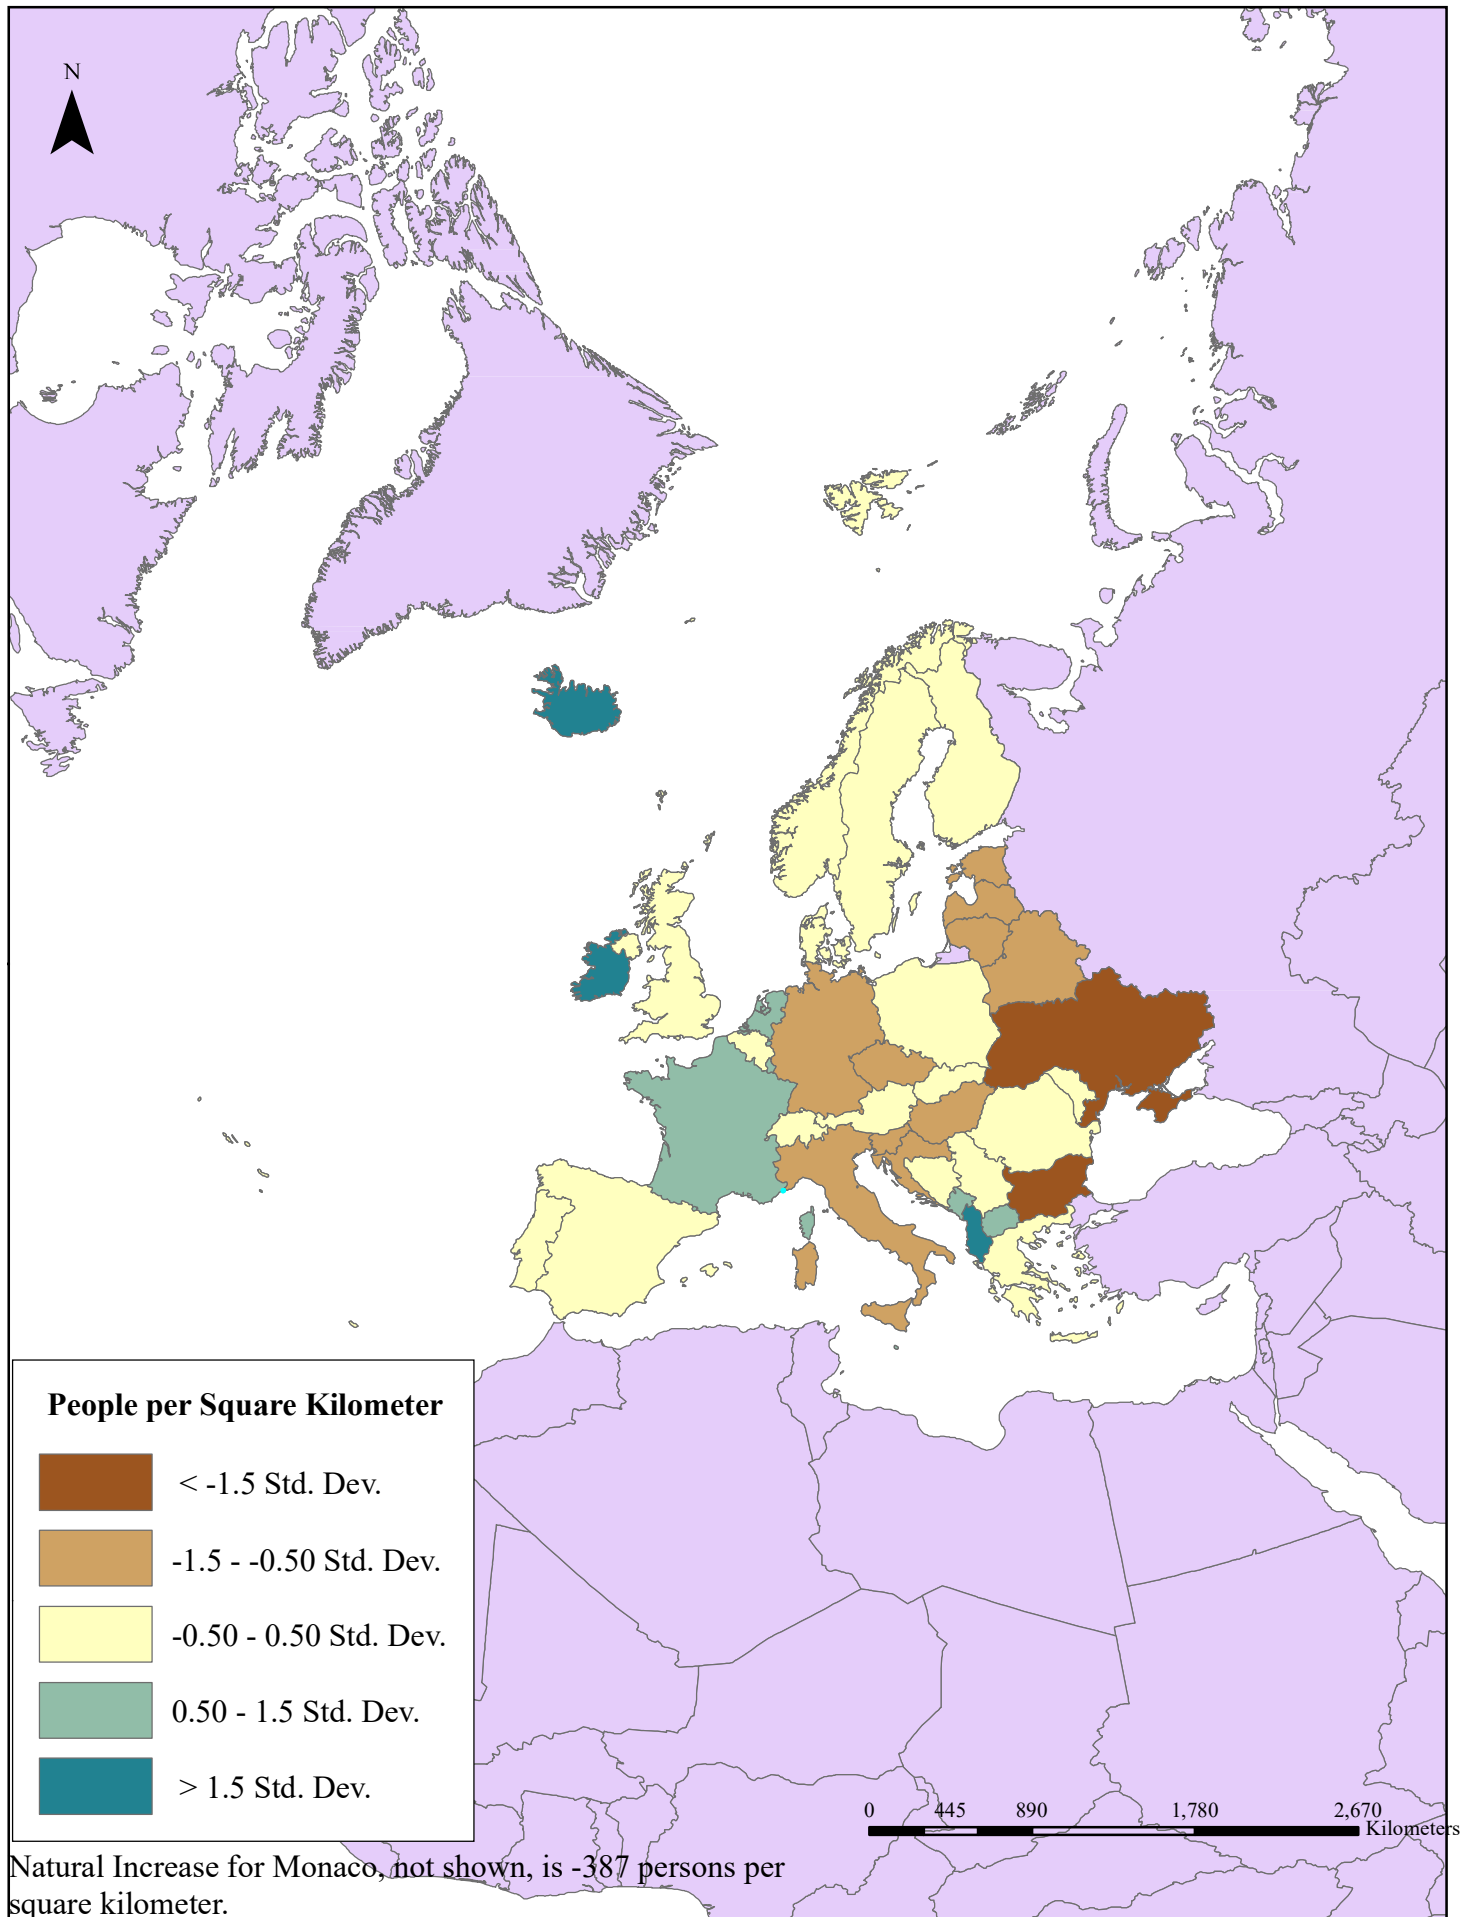 N
People per Square Kilometer
< -1.5 Std. Dev.
-1.5 - -0.50 Std. Dev.
-0.50 - 0.50 Std. Dev.
0.50 - 1.5 Std. Dev.
> 1.5 Std. Dev.
0 445 890 1,780 2,670
Kilometers
Natural Increase for Monaco, not shown, is -387 persons per
square kilometer.